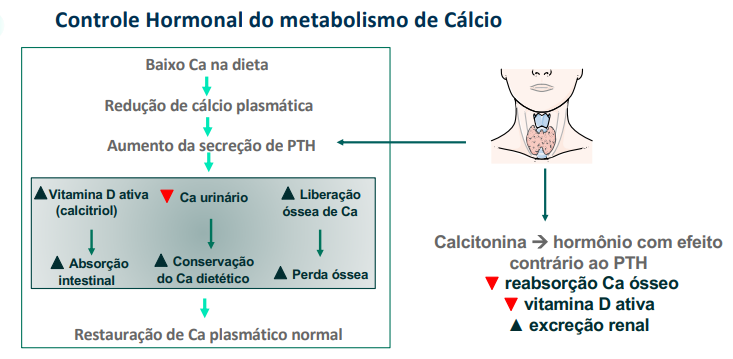 Controle Hormonal do metabolismo de Cálcio
Baixo Ca na dieta
Redução de cálcio plasmática
Aumento da secreção de PTH
▲Vitamina D ativa
(calcitriol)
▼ Ca urinário
▲ Liberação
óssea de Ca
▲ Absorção
intestinal
▲ Conservação
do Ca dietético
▲ Perda óssea
Restauração de Ca plasmático normal
Calcitonina → hormônio com efeito
contrário ao PTH
▼ reabsorção Ca ósseo
▼ vitamina D ativa
▲ excreção renal